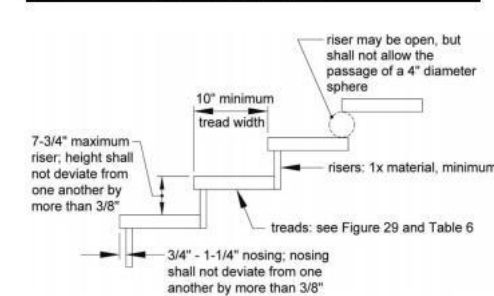 riser may be open, but
shall not allow the
passage of a 4" diameter
sphere
10" minimum
tread width
7-3/4" maximum
riser; height shall
not deviate from
one another by
more than 3/8"
risers: 1x material, minimum
treads: see Figure 29 and Table 6
3/4" - 1-1/4" nosing; nosing
shall not deviate from one
another by more than 3/8"